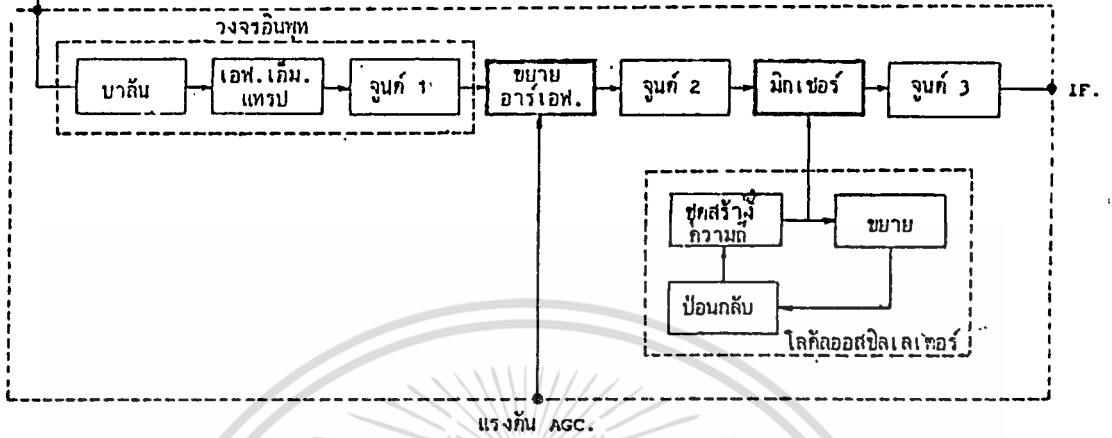 วงจรอินพุท
บาลัน
เอฟ.เอ็ม.
แทรป
จูนด์ 1
ขยาย
อาร์เอฟ.
จูนด์ 2
มิกเซอร์
จูนด์ 3
IF.
ชุดสร้าง
ความถี่
ขยาย
ป้อนกลับ
โลคัลออสซิลเลเทอร์
แรงดัน AGC.